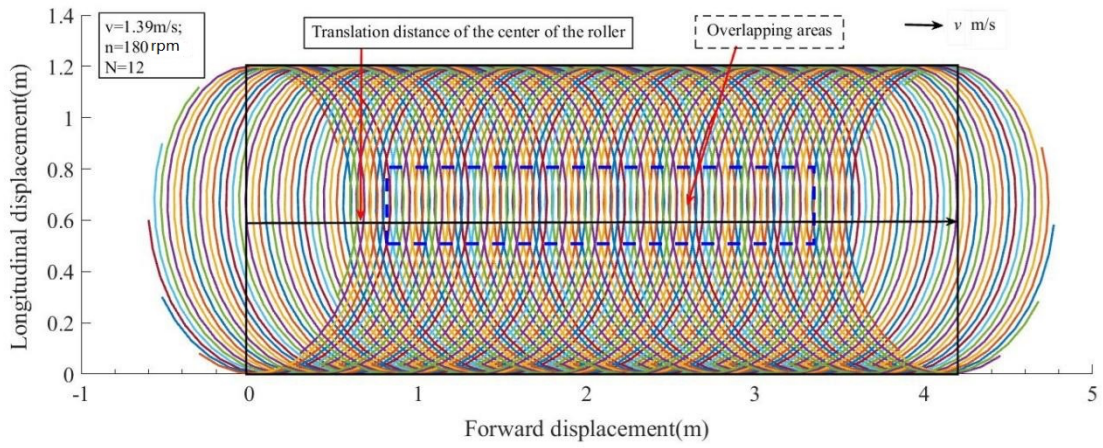 1.4
v=1.39m/s;
n=180 rpm
N=12
Translation distance of the center of the roller
Overlapping areas
v m/s
1.2
1
0.8
0.6
0.4
0.2
0
Longitudinal displacement(m)
-1 0 1 2 3 4 5
Forward displacement(m)